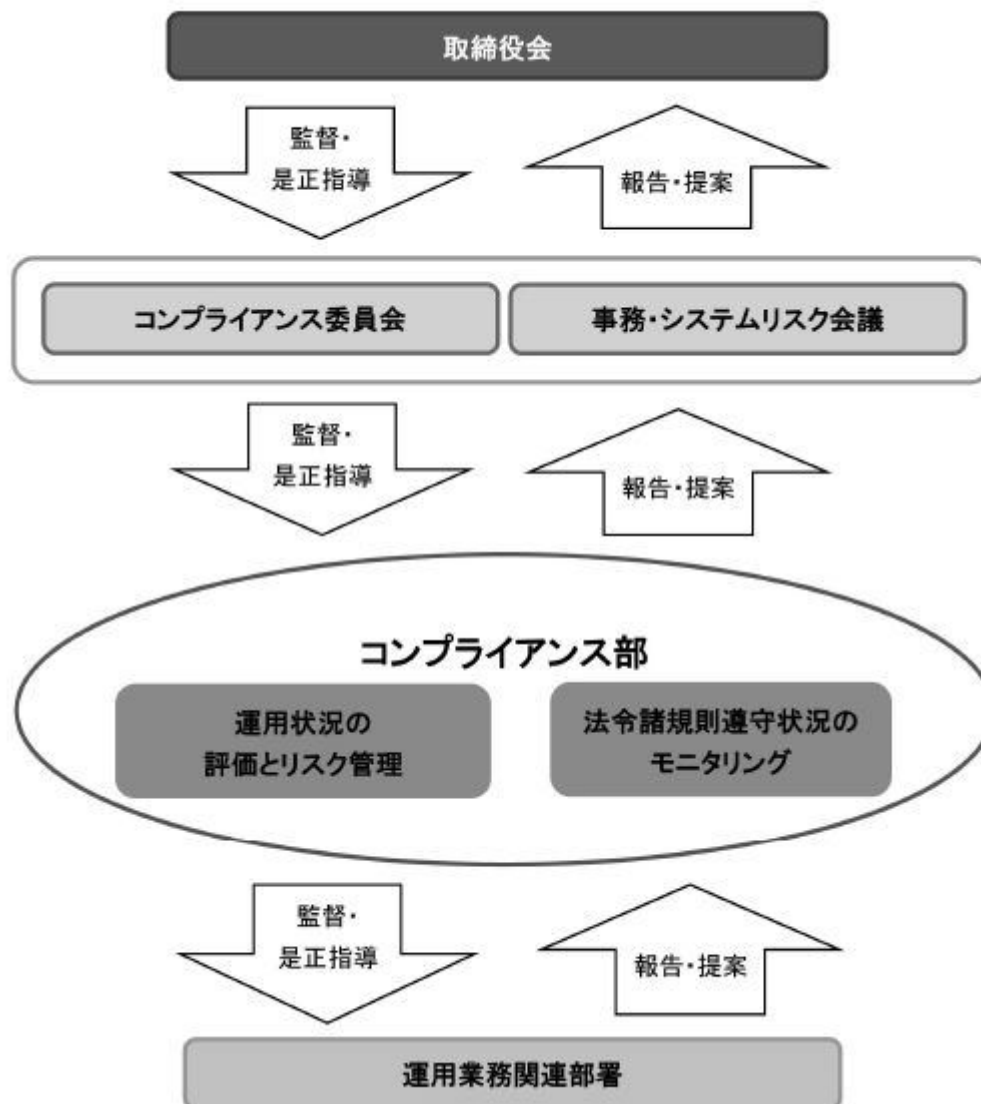 取締役会
監督・
是正指導
報告・提案
コンプライアンス委員会
事務・システムリスク会議
監督・
是正指導
報告・提案
コンプライアンス部
運用状況の
評価とリスク管理
法令諸規則遵守状況の
モニタリング
監督・
是正指導
報告・提案
運用業務関連部署